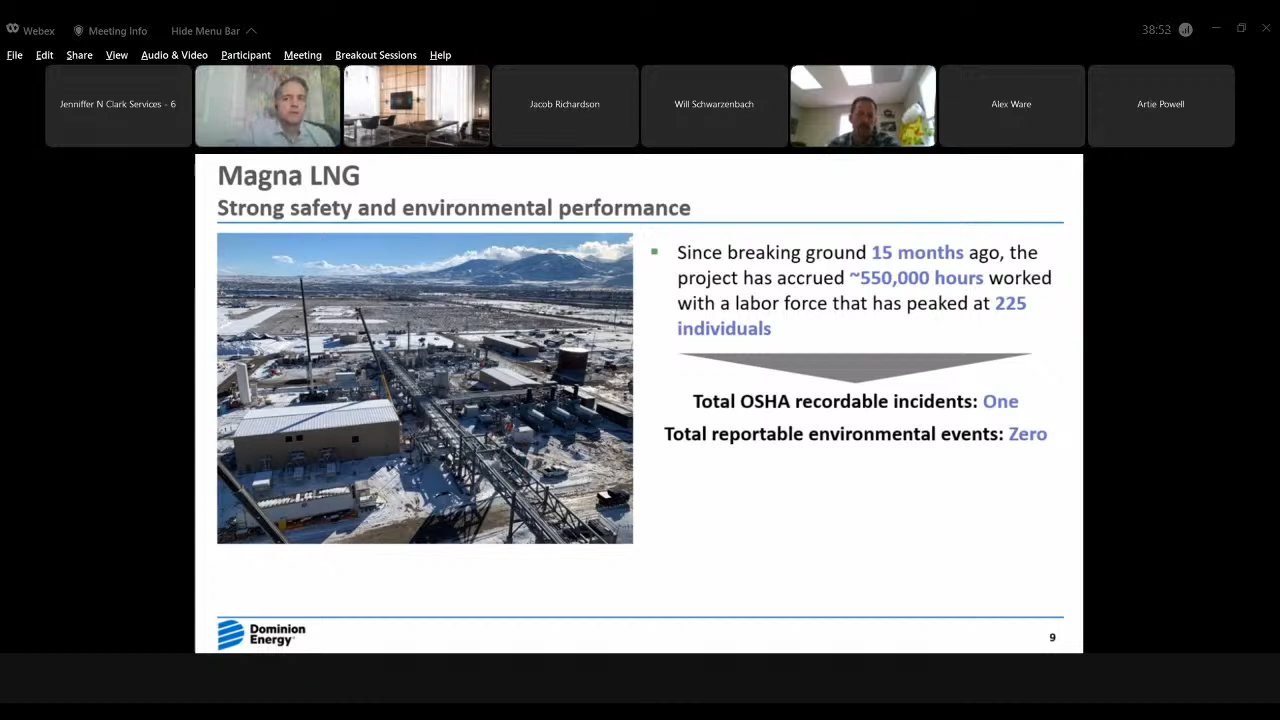 Webex
Meeting Info
Hide Menu Bar
38:53
File Edit Share View Audio & Video Participant Meeting Breakout Sessions Help
Jenniffer N Clark Services - 6
Jacob Richardson
Will Schwarzenbach
Alex Ware
Artie Powell
Magna LNG
Strong safety and environmental performance
Since breaking ground 15 months ago, the
project has accrued ~550,000 hours worked
with a labor force that has peaked at 225
individuals
Total OSHA recordable incidents: One
Total reportable environmental events: Zero
Dominion
Energy
9